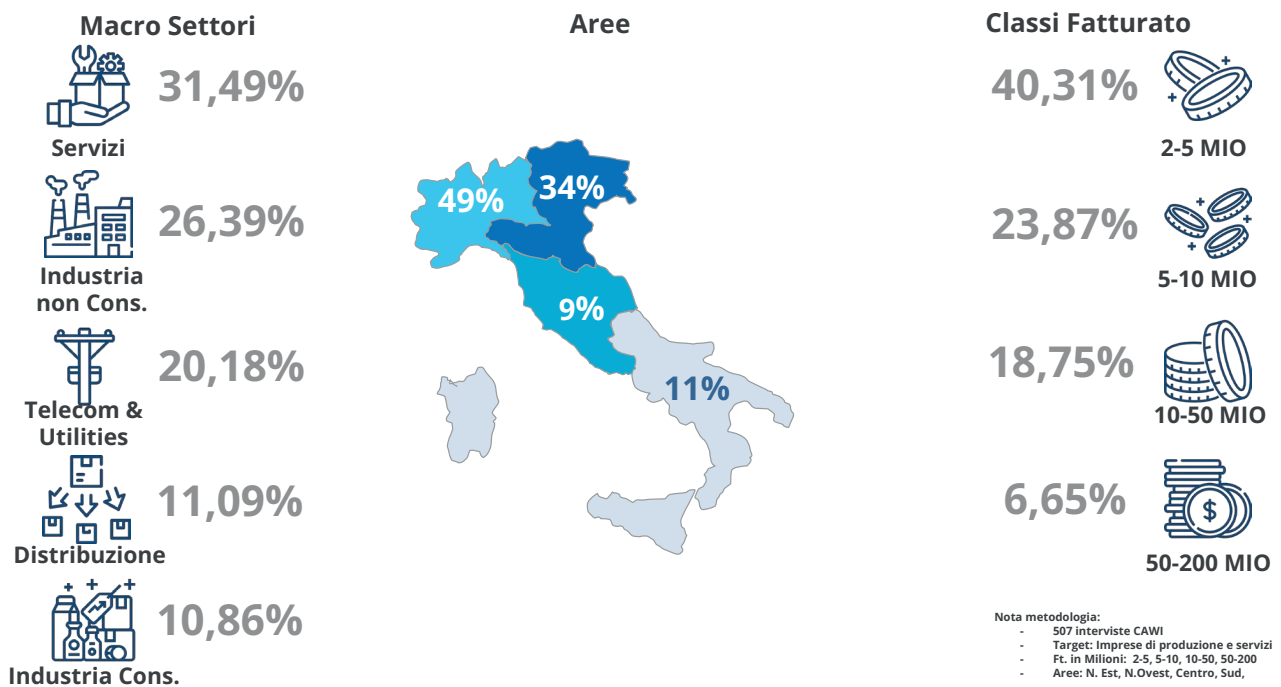 Macro Settori
31,49%
Servizi
26,39%
Industria
non Cons.
20,18%
Telecom &
Utilities
11,09%
Distribuzione
10,86%
Industria Cons.
Aree
49%
34%
9%
11%
Classi Fatturato
40,31%
2-5 MIO
23,87%
5-10 MIO
18,75%
10-50 MIO
6,65%
$
50-200 MIO
Nota metodologia:
- 507 interviste CAWI
- Target: Imprese di produzione e servizi
- Ft. in Milioni: 2-5, 5-10, 10-50, 50-200
- Aree: N. Est, N.Ovest, Centro, Sud,